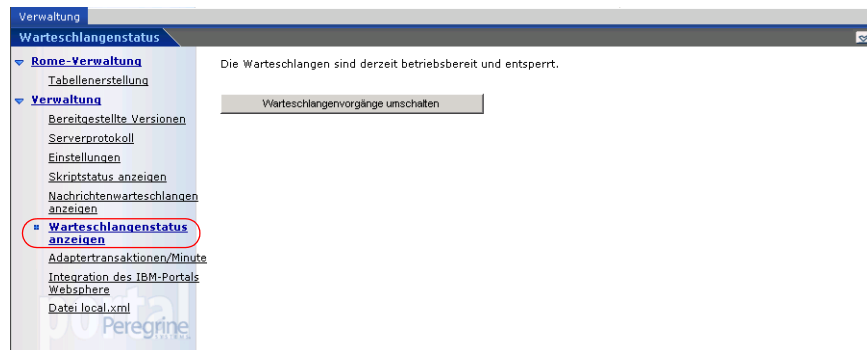 Verwaltung
Warteschlangenstatus
Rome-Verwaltung
Tabellenerstellung
Verwaltung
Bereitgestellte Versionen
Serverprotokoll
Einstellungen
Skriptstatus anzeigen
Nachrichtenwarteschlangen
anzeigen
Warteschlangenstatus
anzeigen
Adaptertransaktionen/Minute
Integration des IBM-Portals
Websphere
Datei local.xml
portal
Peregrine
Die Warteschlangen sind derzeit betriebsbereit und entsperrt.
Warteschlangenvorgänge umschalten